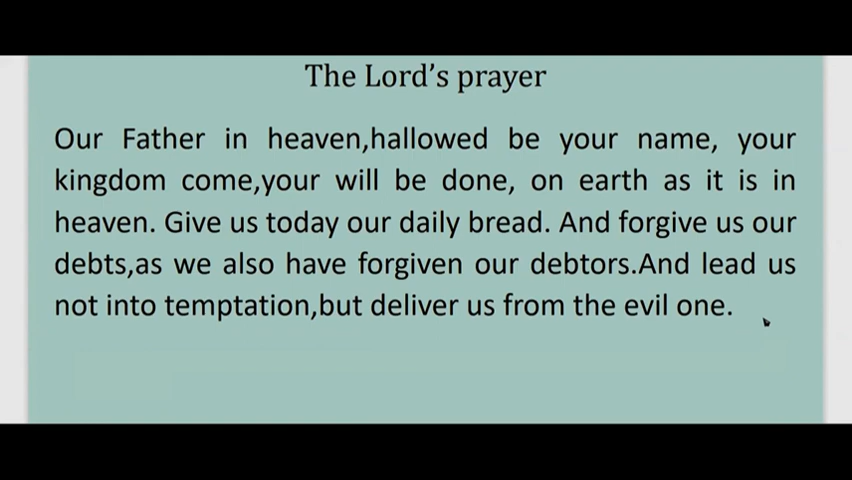 The Lord’s prayer
Our Father in heaven,hallowed be your name, your
kingdom come,your will be done, on earth as it is in
heaven. Give us today our daily bread. And forgive us our
debts,as we also have forgiven our debtors.And lead us
not into temptation,but deliver us from the evil one.